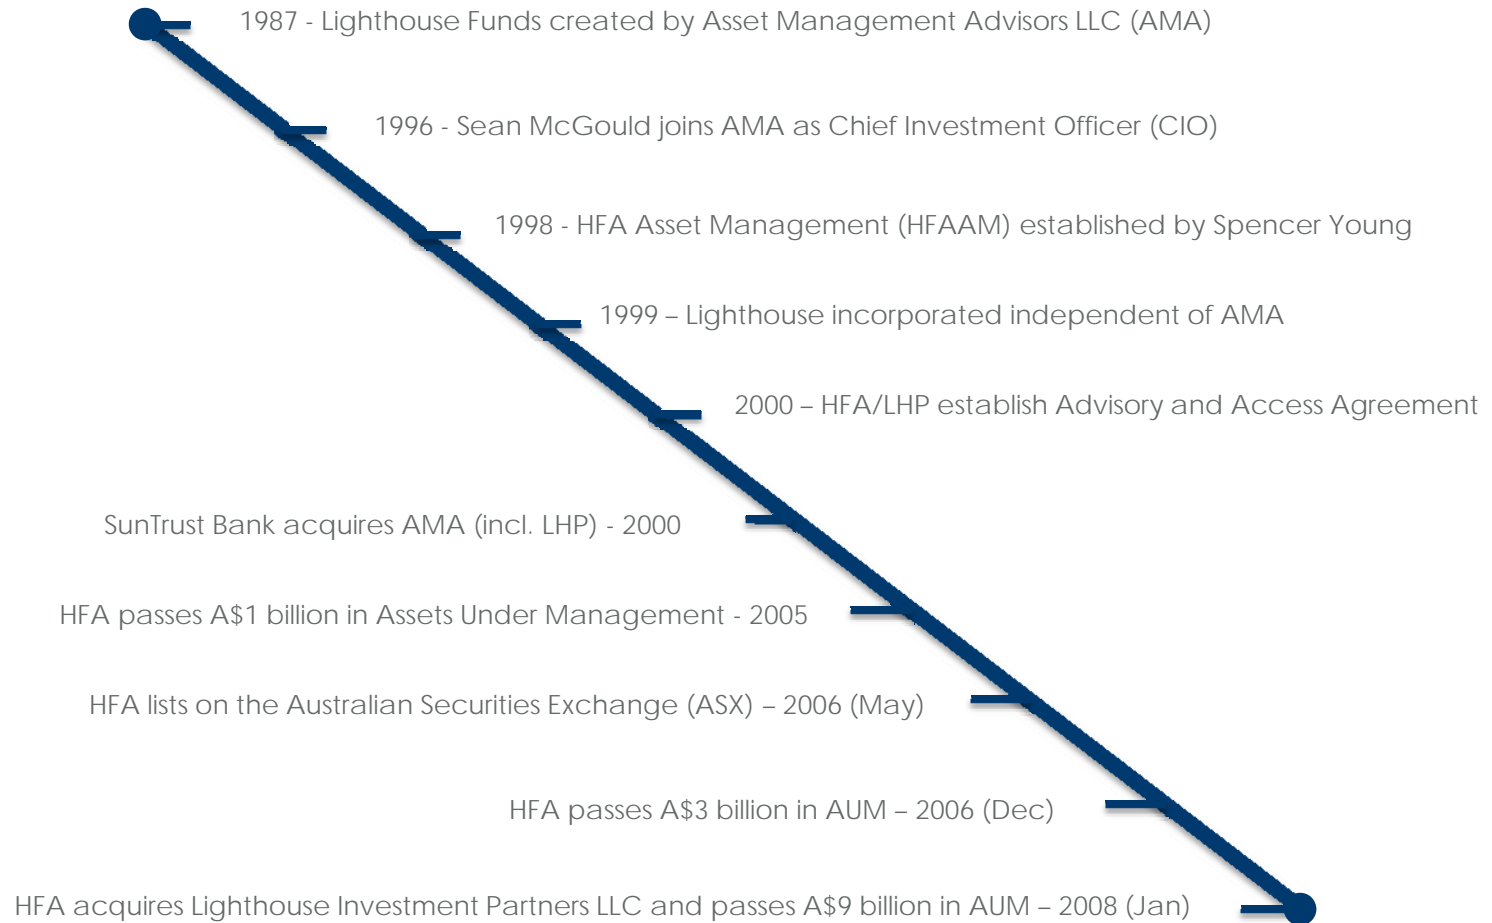 1987 - Lighthouse Funds created by Asset Management Advisors LLC (AMA)
1996 - Sean McGould joins AMA as Chief Investment Officer (CIO)
1998 - HFA Asset Management (HFAAM) established by Spencer Young
1999 – Lighthouse incorporated independent of AMA
2000 – HFA/LHP establish Advisory and Access Agreement
SunTrust Bank acquires AMA (incl. LHP) - 2000
HFA passes A$1 billion in Assets Under Management - 2005
HFA lists on the Australian Securities Exchange (ASX) – 2006 (May)
HFA passes A$3 billion in AUM – 2006 (Dec)
HFA acquires Lighthouse Investment Partners LLC and passes A$9 billion in AUM – 2008 (Jan)